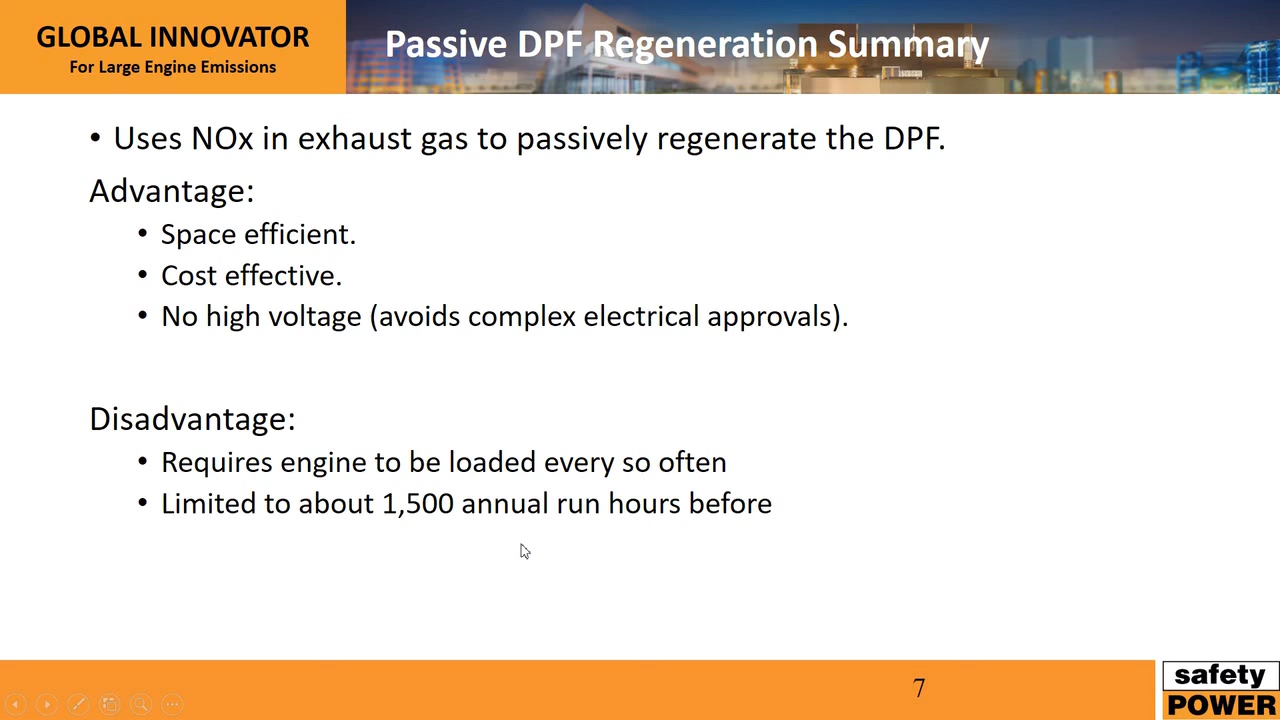 GLOBAL INNOVATOR
For Large Engine Emissions
Passive DPF Regeneration Summary
• Uses NOx in exhaust gas to passively regenerate the DPF.
Advantage:
• Space efficient.
• Cost effective.
• No high voltage (avoids complex electrical approvals).
Disadvantage:
• Requires engine to be loaded every so often
• Limited to about 1,500 annual run hours before
7
safety
POWER